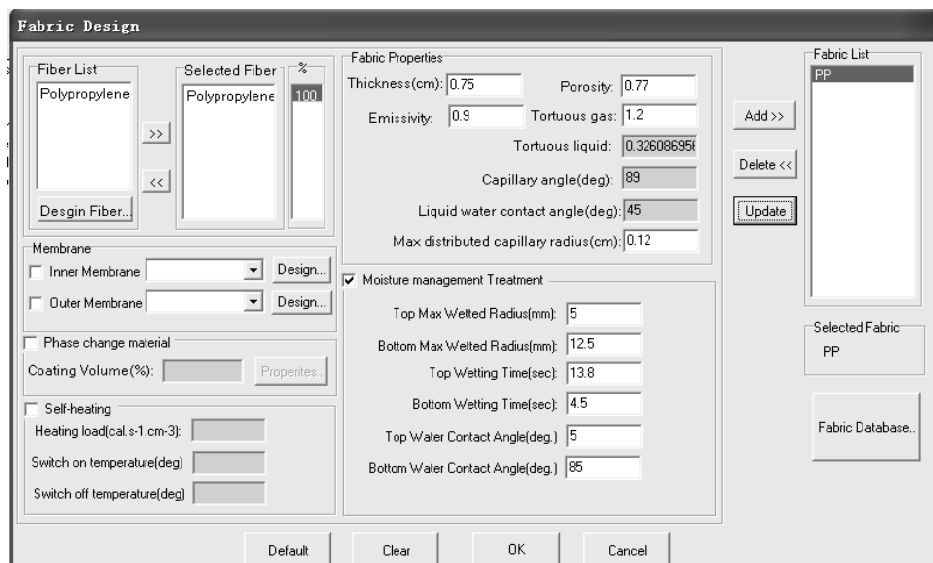 Fabric Design
Fiber List
Polypropylene
>>
<<
Desgin Fiber..
Selected Fiber
Polypropylene
%
100
Membrane
Inner Membrane
Design...
Outer Membrane
Design...
Phase change material
Coating Volume(%):
Properites..
Self-heating
Heating load(cal.s-1.cm-3):
Switch on temperature(deg)
Switch off temperature(deg)
Fabric Properties
Thickness(cm): 0.75
Porosity: 0.77
Emissivity: 0.9
Tortuous gas: 1.2
Tortuous liquid: 0.326086956
Capillary angle(deg): 89
Liquid water contact angle(deg): 45
Max distributed capillary radius(cm): 0.12
Moisture management Treatment
Top Max Wetted Radius(mm): 5
Bottom Max Wetted Radius(mm): 12.5
Top Wetting Time(sec): 13.8
Bottom Wetting Time(sec): 4.5
Top Water Contact Angle(deg.) 5
Bottom Water Contact Angle(deg.) 85
Add >>
Delete <<
Update
Fabric List
PP
Selected Fabric
PP
Fabric Database..
Default
Clear
OK
Cancel